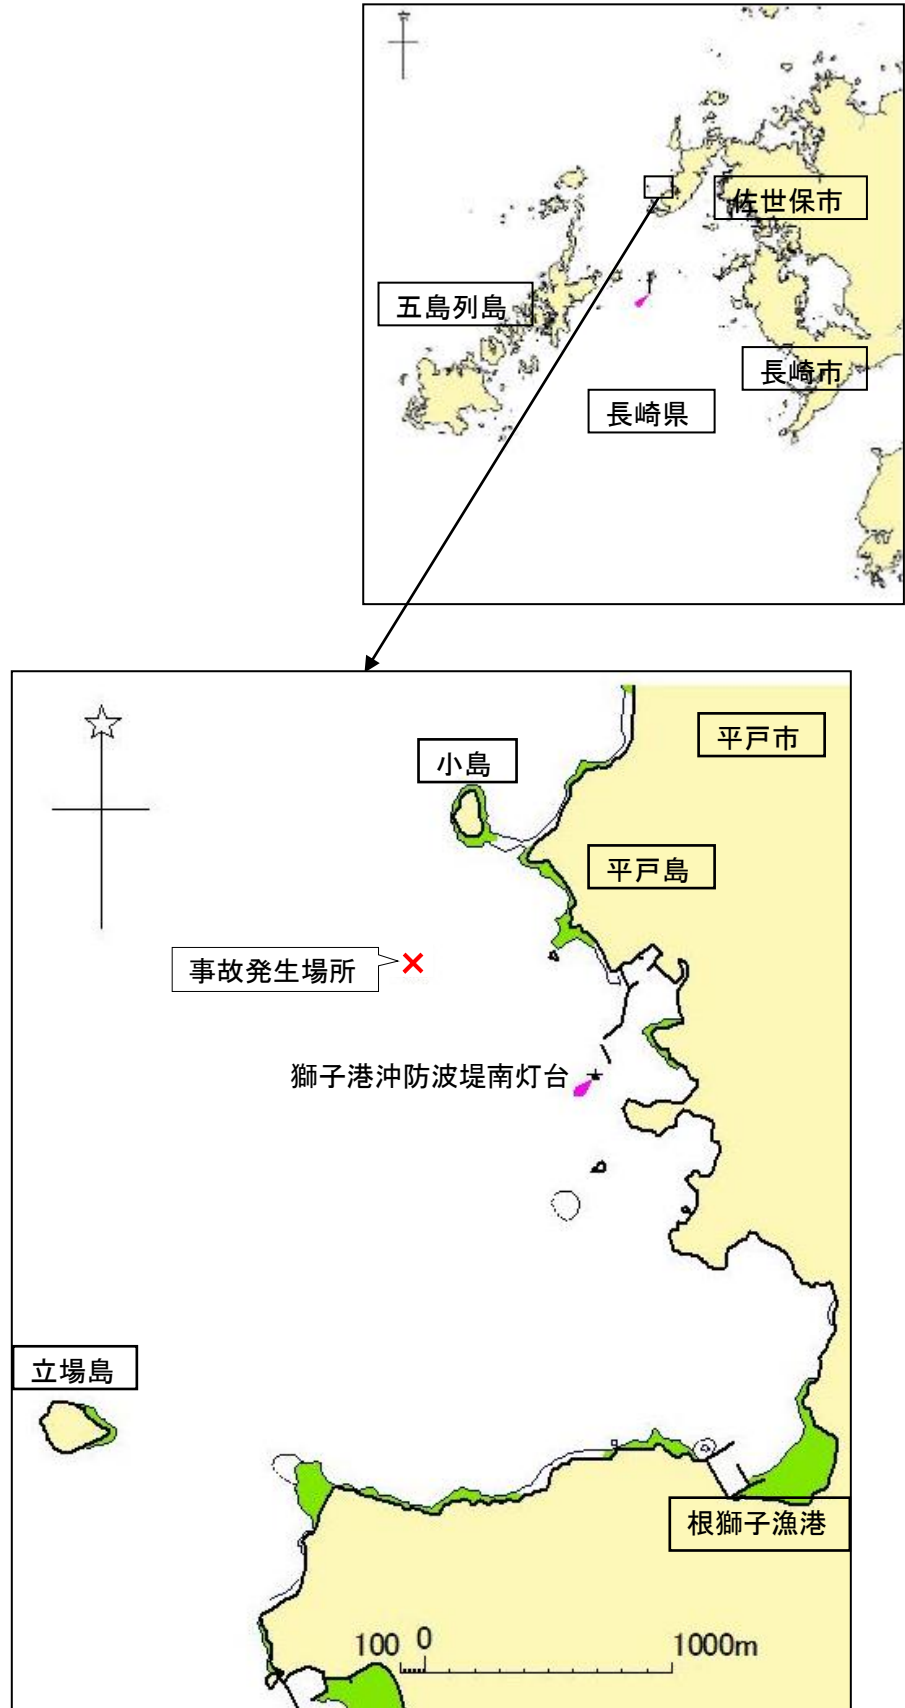 佐世保市
五島列島
長崎市
長崎県
平戸市
小島
平戸島
事故発生場所
獅子港沖防波堤南灯台
立場島
根獅子漁港
100 0 1000m